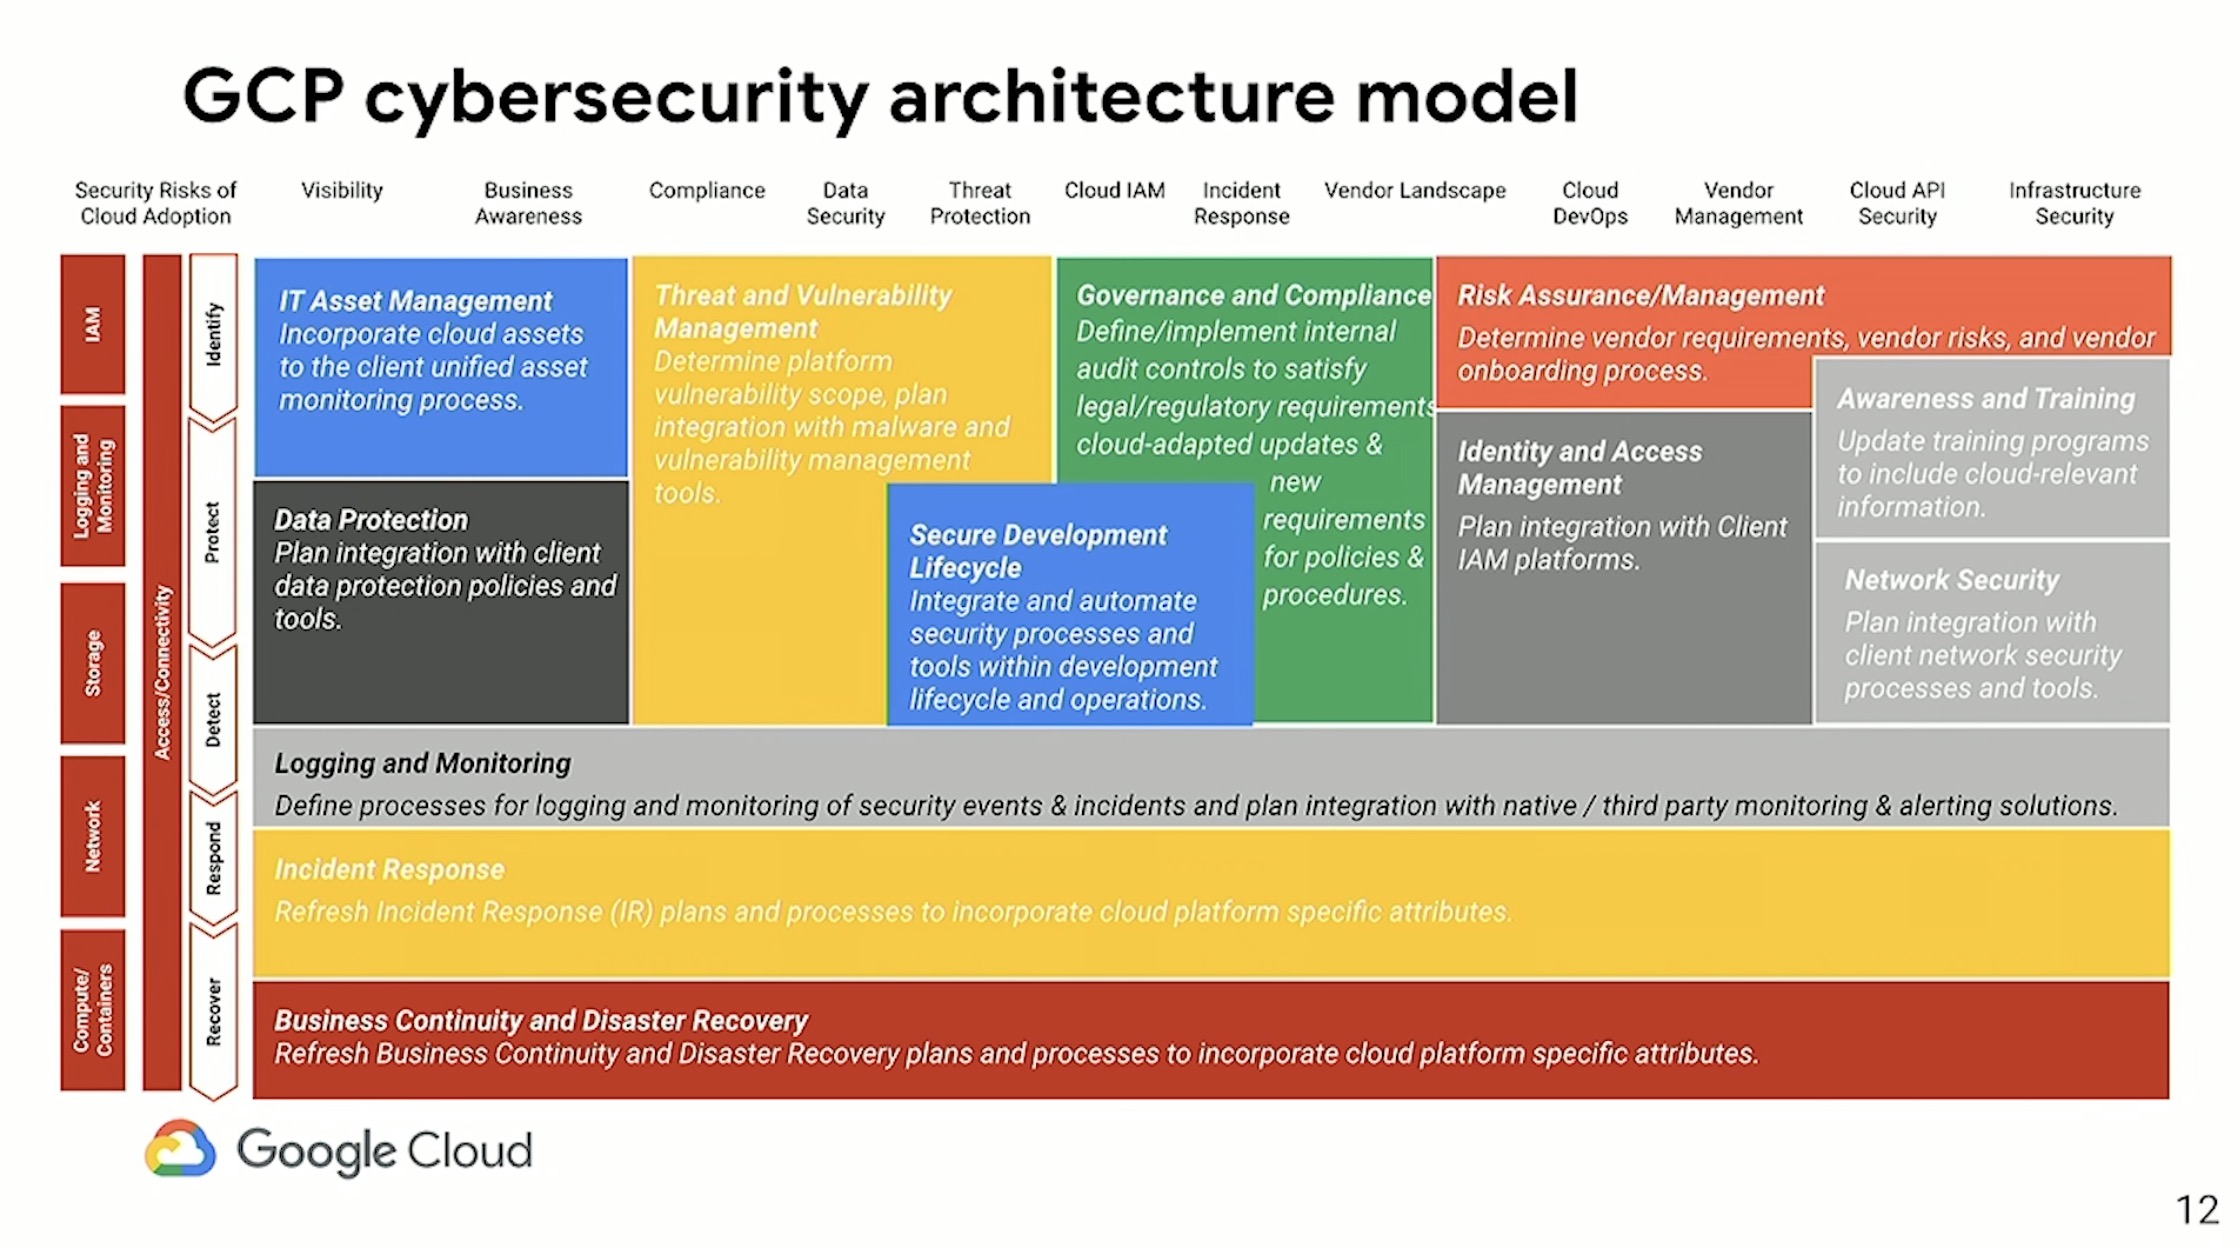 GCP cybersecurity architecture model
Security Risks of
Cloud Adoption
Visibility
Business
Awareness
Compliance
Data
Security
Threat
Protection
Cloud IAM
Incident
Response
Vendor Landscape
Cloud
DevOps
Vendor
Management
Cloud API
Security
Infrastructure
Security
IAM
Logging and
Monitoring
Storage
Network
Compute/
Containers
Access/Connectivity
Identify
Protect
Detect
Respond
Recover
IT Asset Management
Incorporate cloud assets
to the client unified asset
monitoring process.
Data Protection
Plan integration with client
data protection policies and
tools.
Threat and Vulnerability
Management
Determine platform
vulnerability scope, plan
integration with malware and
vulnerability management
tools.
Secure Development
Lifecycle
Integrate and automate
security processes and
tools within development
lifecycle and operations.
Governance and Compliance
Define/implement internal
audit controls to satisfy
legal/regulatory requirements
cloud-adapted updates &
new
requirements
for policies &
procedures.
Risk Assurance/Management
Determine vendor requirements, vendor risks, and vendor
onboarding process.
Identity and Access
Management
Plan integration with Client
IAM platforms.
Awareness and Training
Update training programs
to include cloud-relevant
information.
Network Security
Plan integration with
client network security
processes and tools.
Logging and Monitoring
Define processes for logging and monitoring of security events & incidents and plan integration with native / third party monitoring & alerting solutions.
Incident Response
Refresh Incident Response (IR) plans and processes to incorporate cloud platform specific attributes.
Business Continuity and Disaster Recovery
Refresh Business Continuity and Disaster Recovery plans and processes to incorporate cloud platform specific attributes.
Google Cloud
12